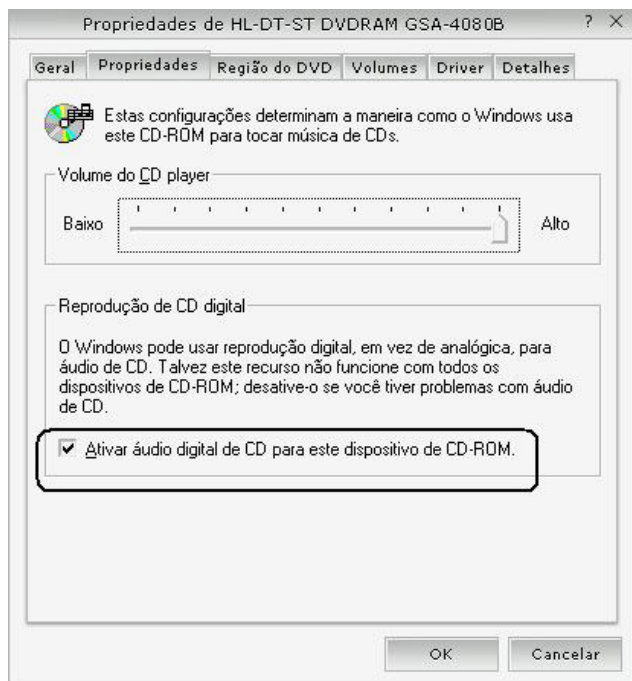 Propriedades de HL-DT-ST DVDRAM GSA-4080B ? ×
Geral Propriedades Região do DVD Volumes Driver Detalhes
Estas configurações determinam a maneira como o Windows usa
este CD-ROM para tocar música de CDs.
Volume do CD player
Baixo Alto
Reprodução de CD digital
O Windows pode usar reprodução digital, em vez de analógica, para
áudio de CD. Talvez este recurso não funcione com todos os
dispositivos de CD-ROM; desative-o se você tiver problemas com áudio
de CD.
Ativar áudio digital de CD para este dispositivo de CD-ROM.
OK Cancelar